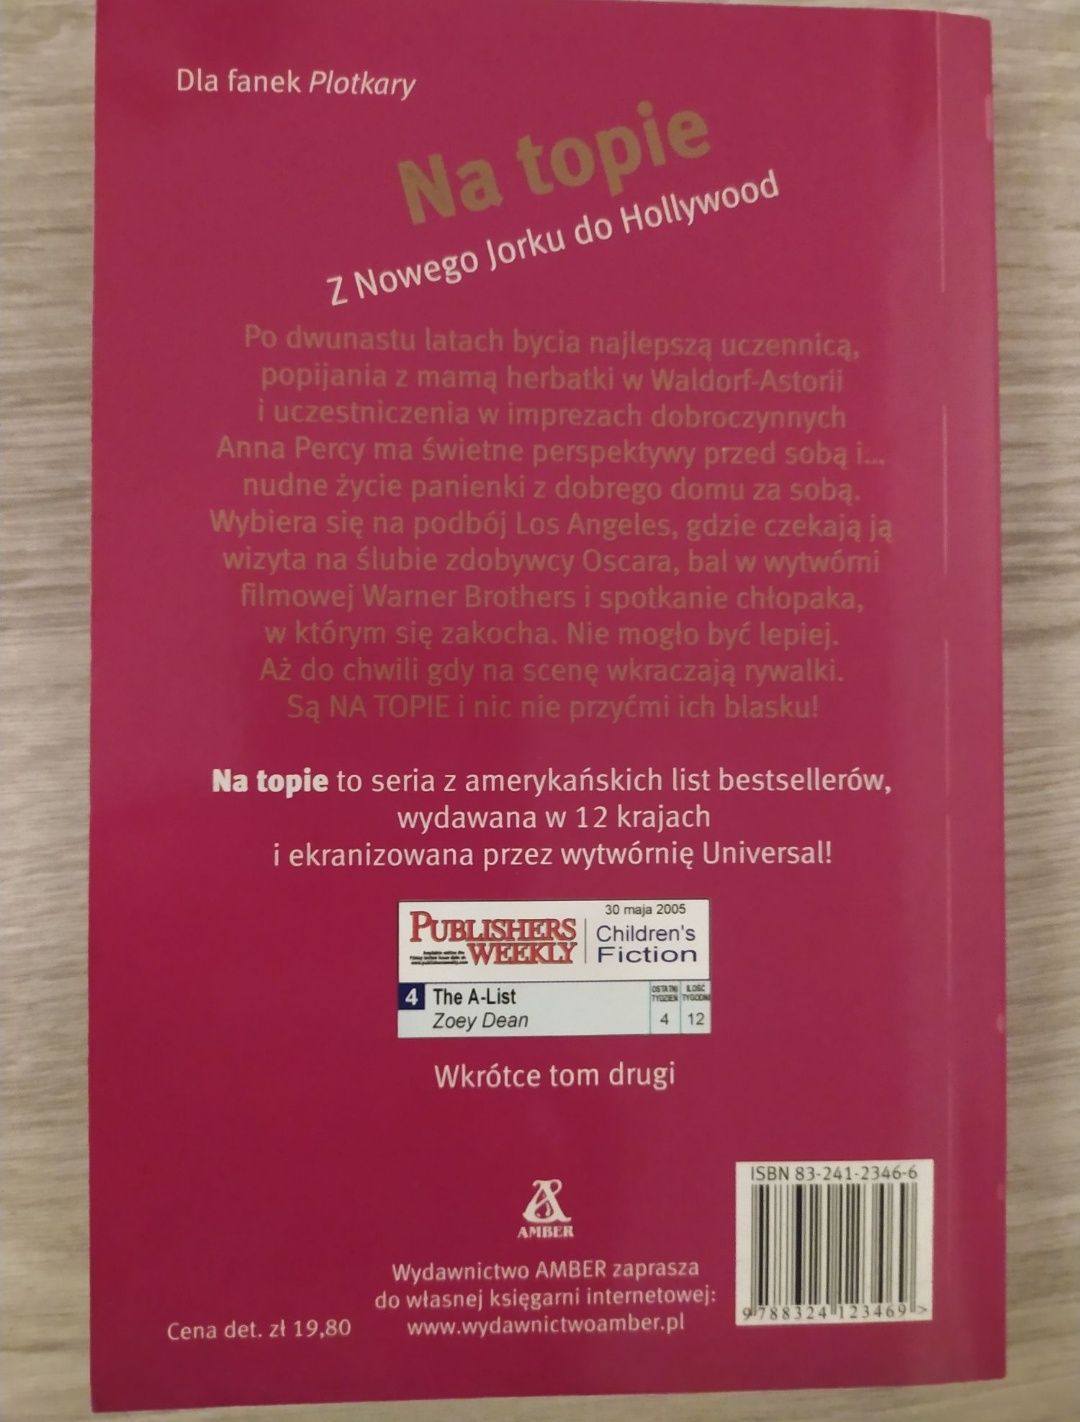 Dla fanek Plotkary
Na topie
Z Nowego Jorku do Hollywood
Po dwunastu latach bycia najlepszą uczennicą,
popijania z mamą herbatki w Waldorf-Astorii
i uczestniczenia w imprezach dobroczynnych
Anna Percy ma świetne perspektywy przed sobą i...
nudne życie panienki z dobrego domu za sobą.
Wybiera się na podbój Los Angeles, gdzie czekają ją
wizyta na ślubie zdobywcy Oscara, bal w wytwórni
filmowej Warner Brothers i spotkanie chłopaka,
w którym się zakocha. Nie mogło być lepiej.
Aż do chwili gdy na scenę wkraczają rywalki.
Są NA TOPIE i nic nie przyćmi ich blasku!
Na topie to seria z amerykańskich list bestsellerów,
wydawana w 12 krajach
i ekranizowana przez wytwórnię Universal!
30 maja 2005
PUBLISHERS WEEKLY
Children's
Fiction
OSTATNI TYDZIEŃ
ILOŚĆ TYGODNI
4 The A-List
Zoey Dean
4 12
Wkrótce tom drugi
ISBN 83-241-2346-6
9 788324 123469 >
AMBER
Wydawnictwo AMBER zaprasza
do własnej księgarni internetowej:
www.wydawnictwoamber.pl
Cena det. zł 19,80